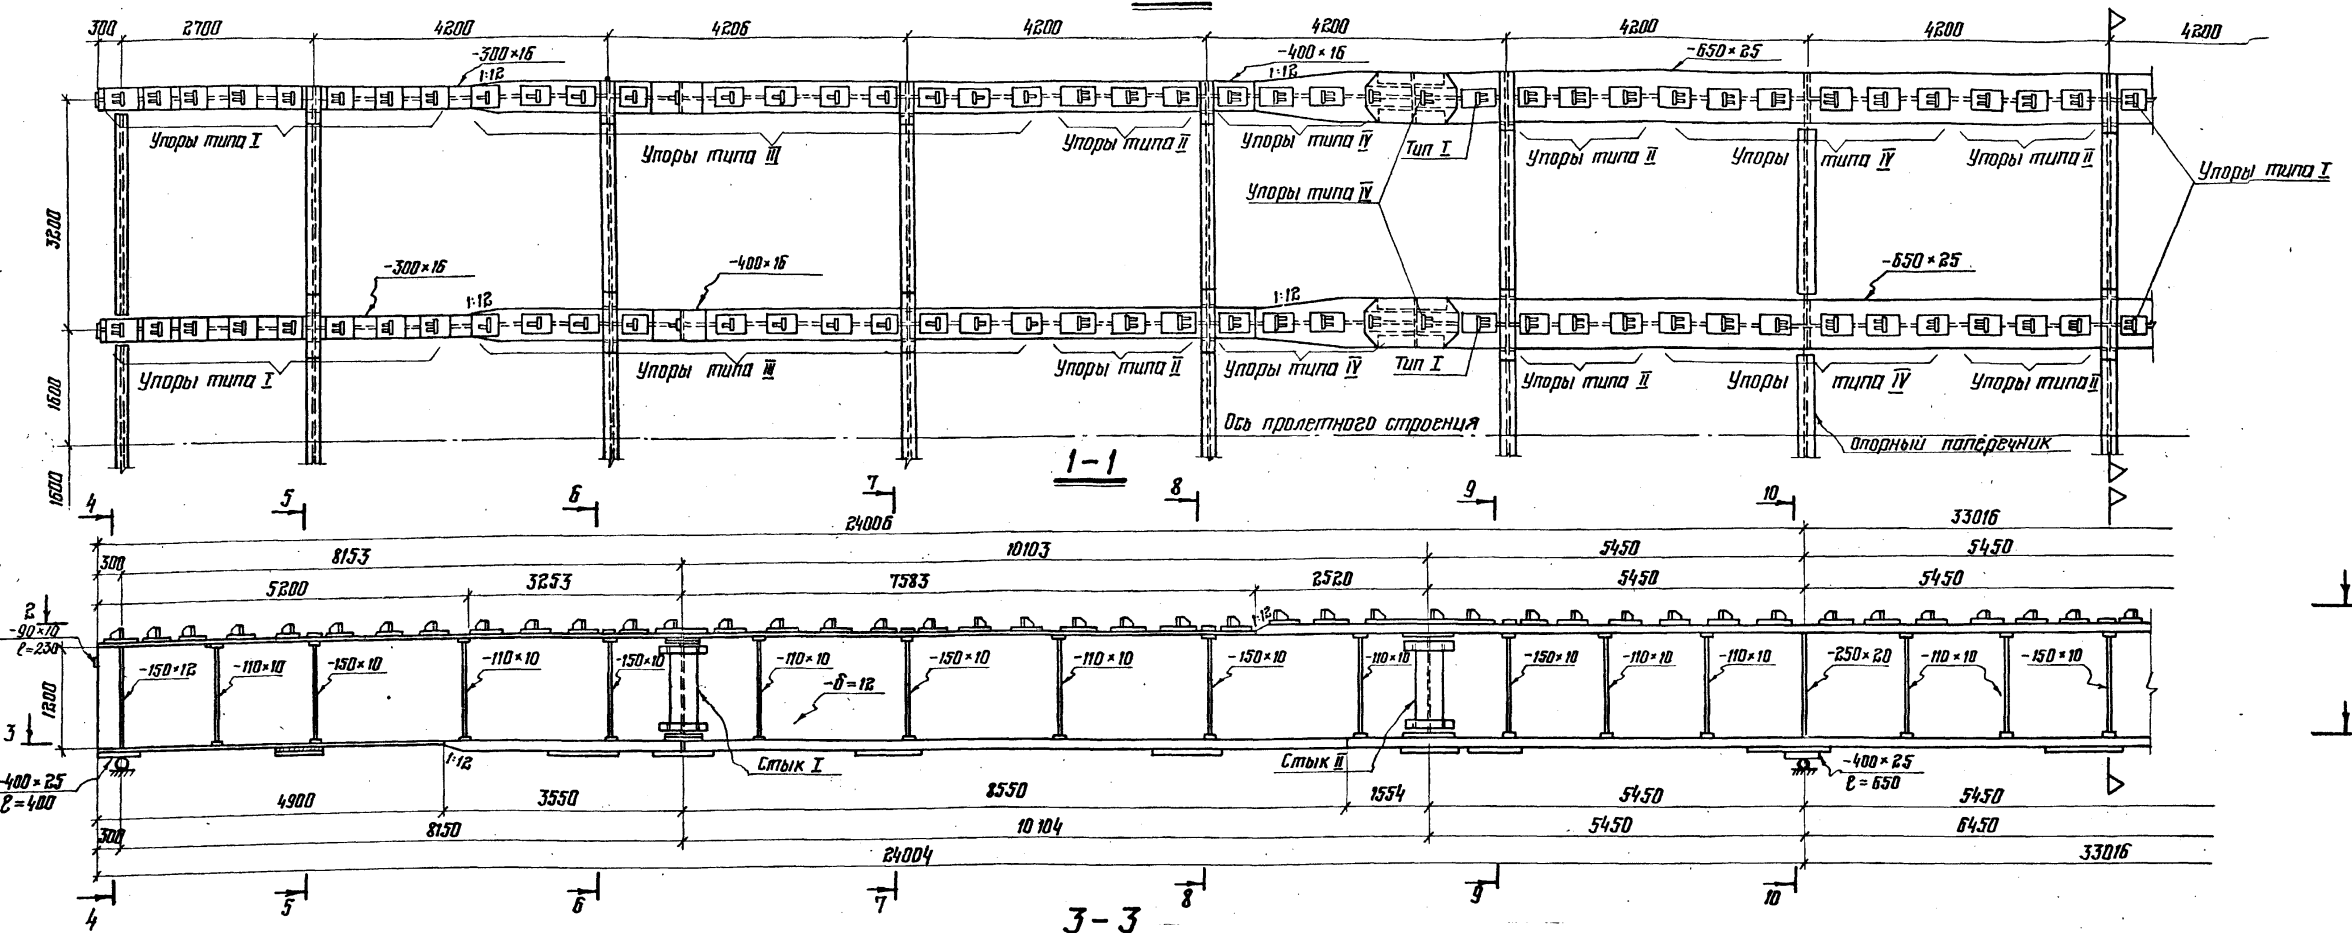 300 2700 4200 4206 4200 4200 4200 4200 4200
-300×16 -400×16 -650×25
1:12 1:12
Упоры типа I Упоры типа III Упоры типа II Упоры типа IV Тип I Упоры типа II Упоры типа IV Упоры типа II
Упоры типа IV Упоры типа I
3200
-300×16 -400×16 -650×25
1:12 1:12
Упоры типа I Упоры типа III Упоры типа II Упоры типа IV Тип I Упоры типа II Упоры типа IV Упоры типа II
1600
Ось пролетного строения
опорный поперечник
1600
1-1
4 5 6 7 8 9 10
24006 33016
300 8153 10103 5450 5450
5200 3253 7583 2520 5450 5450
2
-90×10
ℓ=230
1:12
-150×12 -110×10 -150×10 -110×10 -150×10 -110×10 -150×10 -110×10 -150×10 -110×10 -150×10 -110×10 -110×10 -250×20 -110×10 -150×10
-δ=12
1200
3
1:12
Стык I Стык II
-400×25
ℓ=400
-400×25
ℓ=650
4900 3550 8550 1554 5450 5450
300 8150 10104 5450 6450
24004 33016
4 5 6 7 8 9 10
3-3